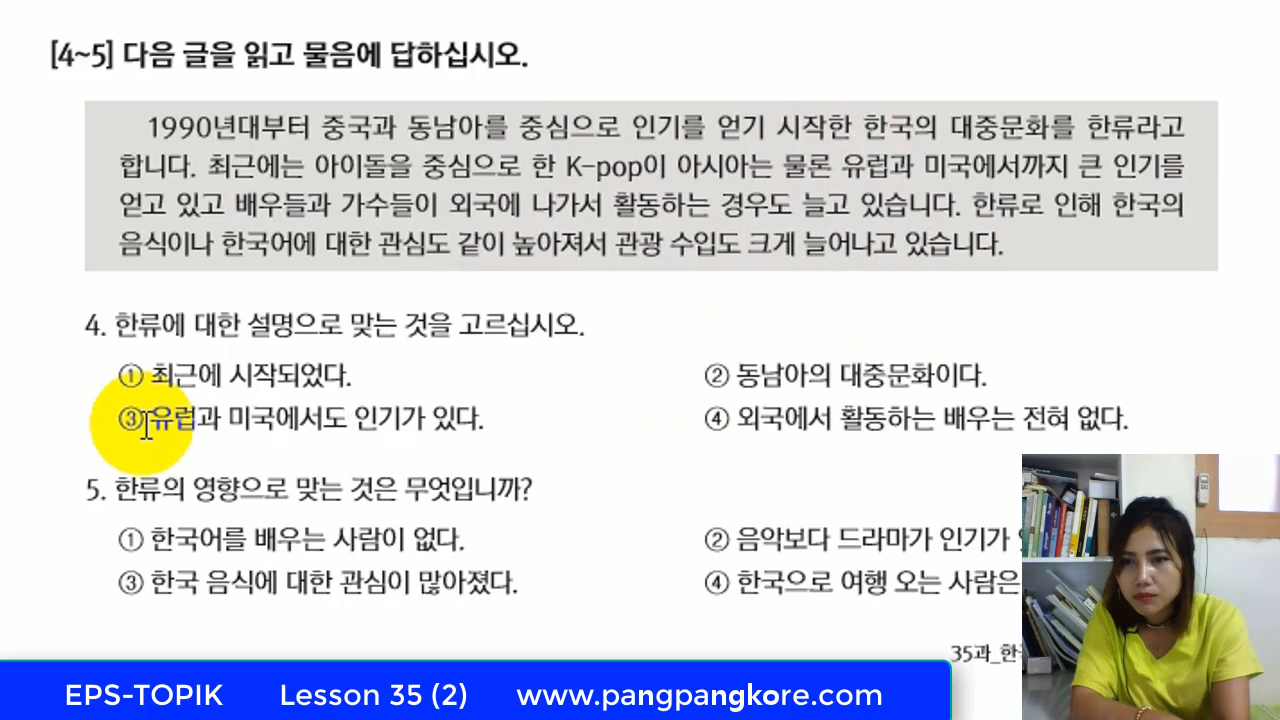 [4~5] 다음 글을 읽고 물음에 답하십시오.
1990년대부터 중국과 동남아를 중심으로 인기를 얻기 시작한 한국의 대중문화를 한류라고
합니다. 최근에는 아이돌을 중심으로 한 K-pop이 아시아는 물론 유럽과 미국에서까지 큰 인기를
얻고 있고 배우들과 가수들이 외국에 나가서 활동하는 경우도 늘고 있습니다. 한류로 인해 한국의
음식이나 한국어에 대한 관심도 같이 높아져서 관광 수입도 크게 늘어나고 있습니다.
4. 한류에 대한 설명으로 맞는 것을 고르십시오.
① 최근에 시작되었다. ② 동남아의 대중문화이다.
③ 유럽과 미국에서도 인기가 있다. ④ 외국에서 활동하는 배우는 전혀 없다.
5. 한류의 영향으로 맞는 것은 무엇입니까?
① 한국어를 배우는 사람이 없다. ② 음악보다 드라마가 인기가
③ 한국 음식에 대한 관심이 많아졌다. ④ 한국으로 여행 오는 사람은
35과_한
EPS-TOPIK Lesson 35 (2) www.pangpangkore.com